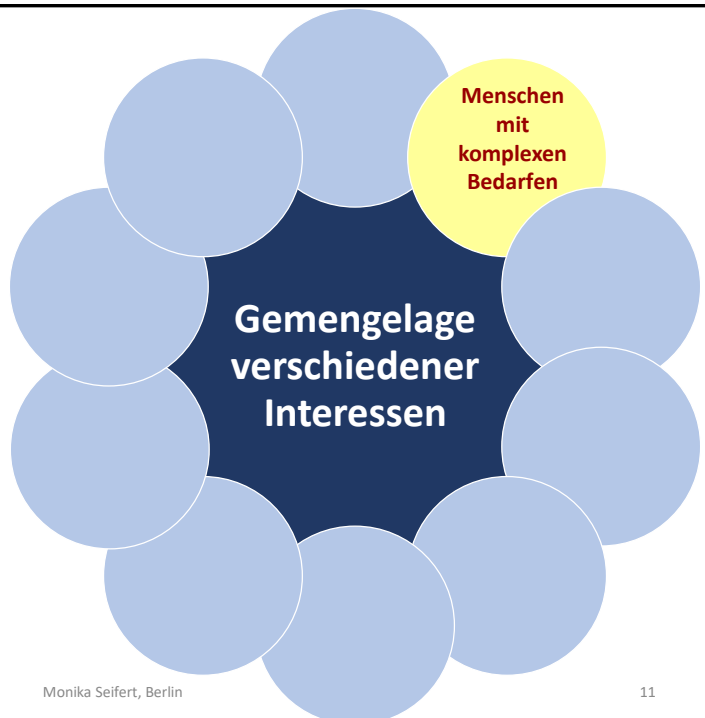 Menschen
mit
komplexen
Bedarfen
Gemengelage
verschiedener
Interessen
Monika Seifert, Berlin
11